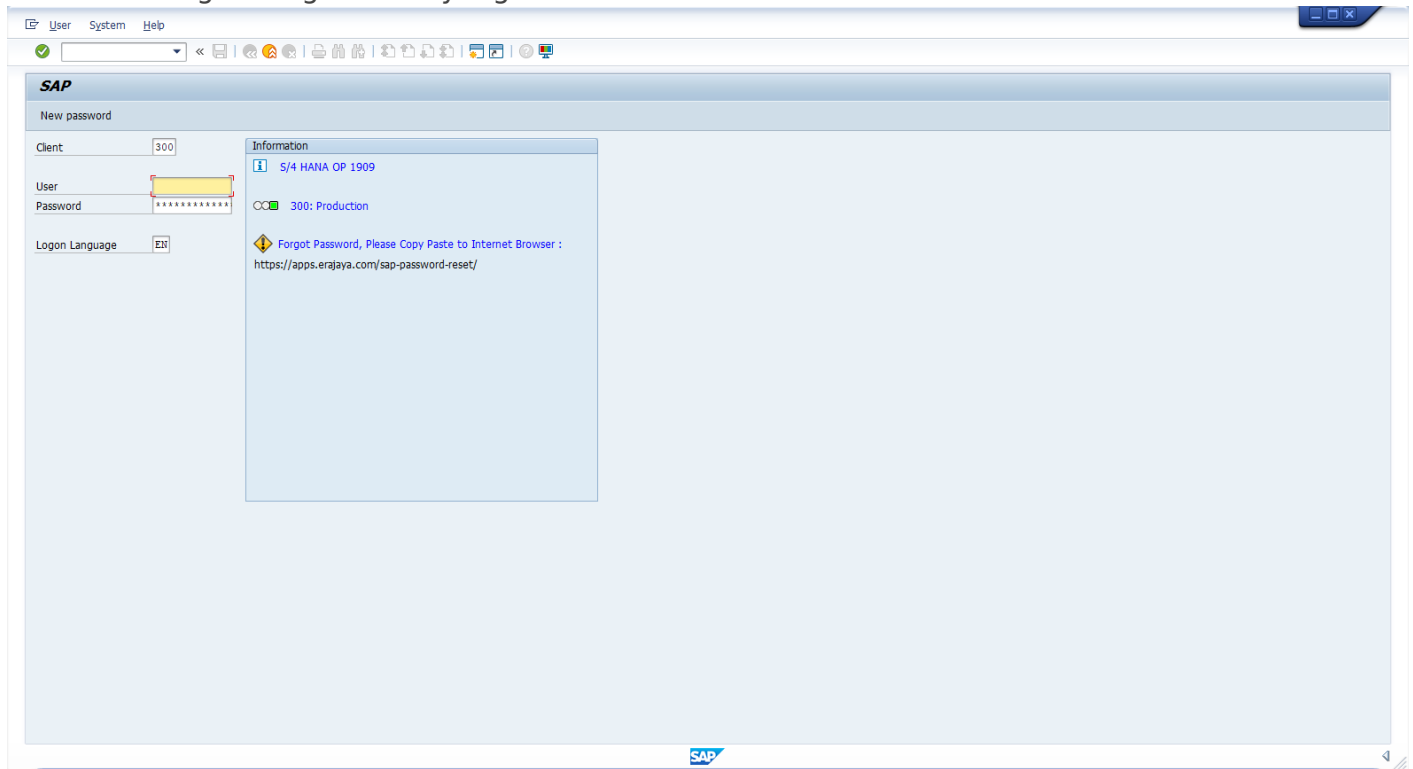 User System Help
SAP
New password
Client 300
User
Password ************
Logon Language EN
Information
S/4 HANA OP 1909
300: Production
Forgot Password, Please Copy Paste to Internet Browser :
https://apps.erajaya.com/sap-password-reset/
SAP